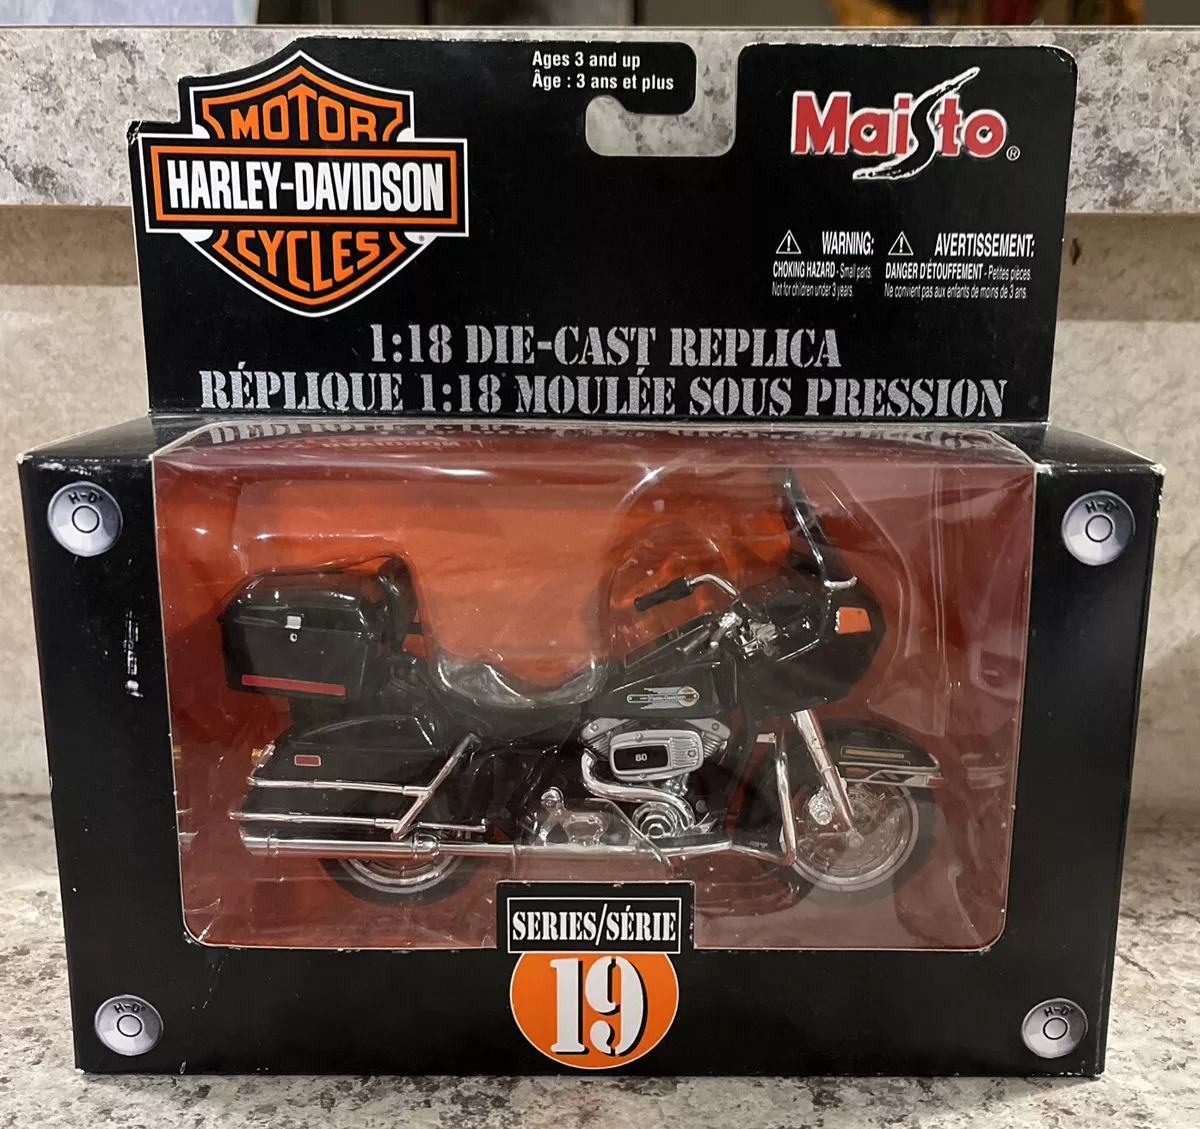 Ages 3 and up
Âge : 3 ans et plus
MOTOR
HARLEY-DAVIDSON
CYCLES
®
Maisto®
WARNING:
CHOKING HAZARD - Small parts.
Not for children under 3 years.
AVERTISSEMENT:
DANGER D'ÉTOUFFEMENT - Petites pièces.
Ne convient pas aux enfants de moins de 3 ans.
1:18 DIE-CAST REPLICA
RÉPLIQUE 1:18 MOULÉE SOUS PRESSION
H-D®
H-D®
80
SERIES/SÉRIE
19
H-D®
H-D®